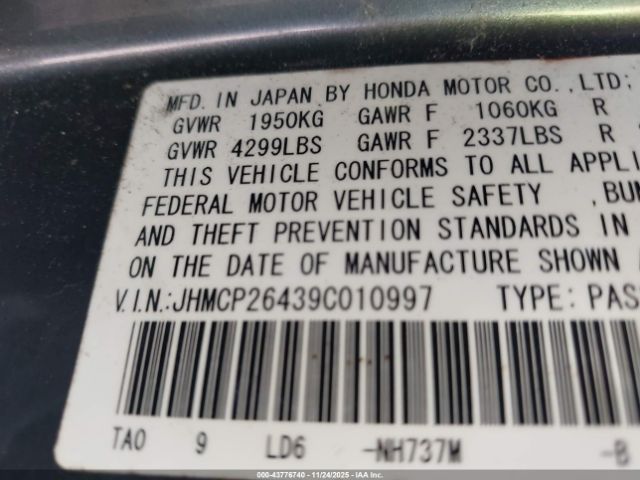 MFD. IN JAPAN BY HONDA MOTOR CO.,LTD;
GVWR 1950KG GAWR F 1060KG R
GVWR 4299LBS GAWR F 2337LBS R
THIS VEHICLE CONFORMS TO ALL APPLI
FEDERAL MOTOR VEHICLE SAFETY ,BUM
AND THEFT PREVENTION STANDARDS IN
ON THE DATE OF MANUFACTURE SHOWN A
V.I.N.:JHMCP26439C010997 TYPE:PAS
TA0 9 LD6 -NH737M -B
000-43776740 - 11/24/2025 - IAAI.COM